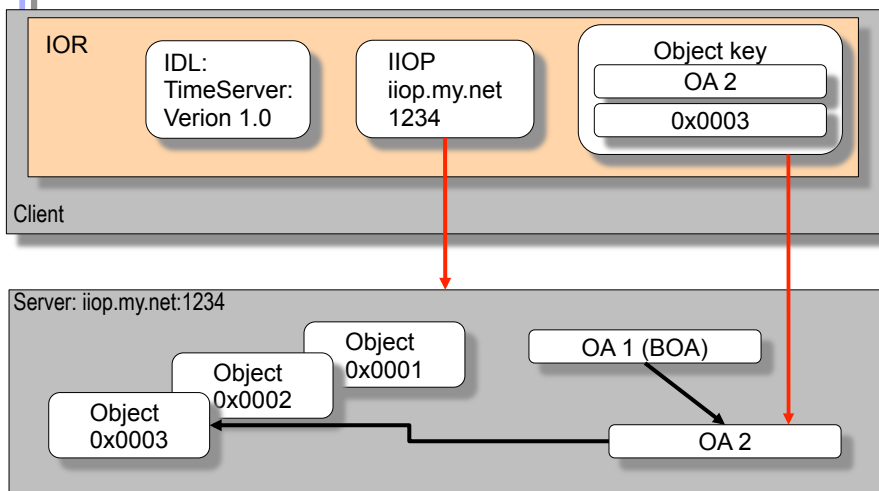 IOR
IDL:
TimeServer:
Verion 1.0
IIOP
iiop.my.net
1234
Object key
OA 2
0x0003
Client
Server: iiop.my.net:1234
Object
0x0001
Object
0x0002
Object
0x0003
OA 1 (BOA)
OA 2